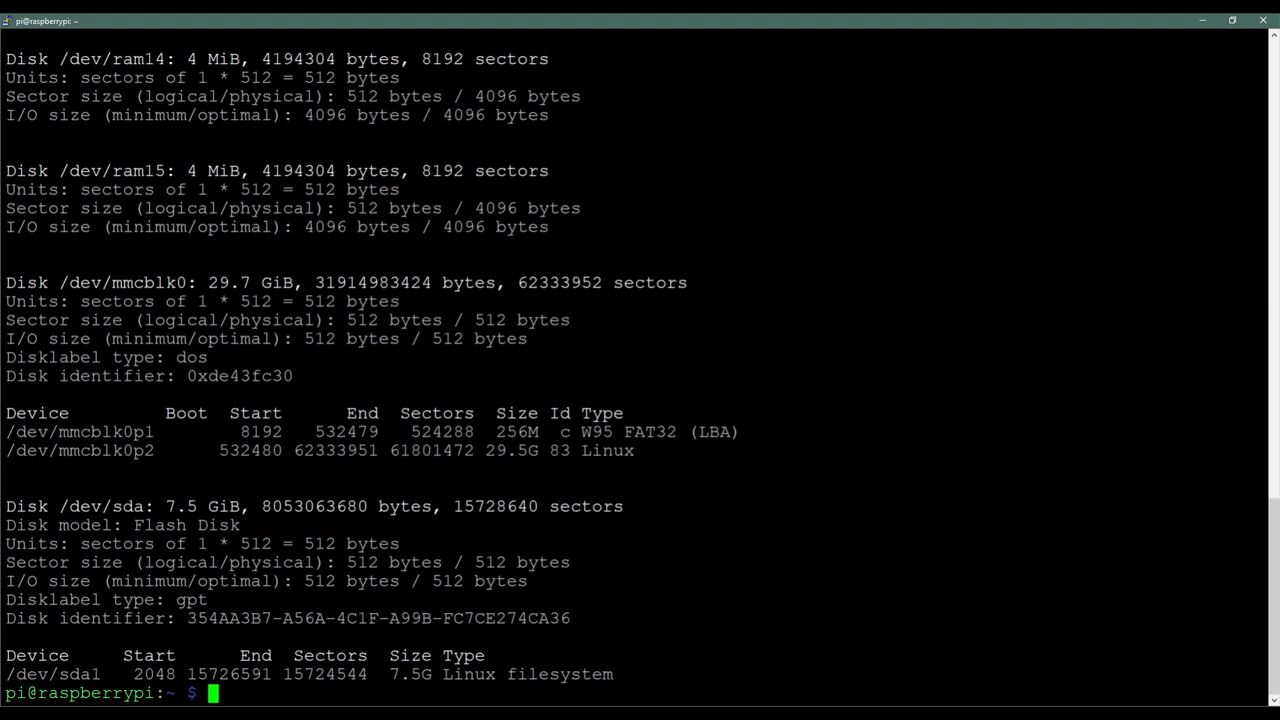 pi@raspberrypi: ~
Disk /dev/ram14: 4 MiB, 4194304 bytes, 8192 sectors
Units: sectors of 1 * 512 = 512 bytes
Sector size (logical/physical): 512 bytes / 4096 bytes
I/O size (minimum/optimal): 4096 bytes / 4096 bytes
Disk /dev/ram15: 4 MiB, 4194304 bytes, 8192 sectors
Units: sectors of 1 * 512 = 512 bytes
Sector size (logical/physical): 512 bytes / 4096 bytes
I/O size (minimum/optimal): 4096 bytes / 4096 bytes
Disk /dev/mmcblk0: 29.7 GiB, 31914983424 bytes, 62333952 sectors
Units: sectors of 1 * 512 = 512 bytes
Sector size (logical/physical): 512 bytes / 512 bytes
I/O size (minimum/optimal): 512 bytes / 512 bytes
Disklabel type: dos
Disk identifier: 0xde43fc30
Device         Boot  Start      End  Sectors  Size Id Type
/dev/mmcblk0p1        8192   532479   524288  256M  c W95 FAT32 (LBA)
/dev/mmcblk0p2      532480 62333951 61801472 29.5G 83 Linux
Disk /dev/sda: 7.5 GiB, 8053063680 bytes, 15728640 sectors
Disk model: Flash Disk
Units: sectors of 1 * 512 = 512 bytes
Sector size (logical/physical): 512 bytes / 512 bytes
I/O size (minimum/optimal): 512 bytes / 512 bytes
Disklabel type: gpt
Disk identifier: 354AA3B7-A56A-4C1F-A99B-FC7CE274CA36
Device     Start      End  Sectors  Size Type
/dev/sda1   2048 15726591 15724544  7.5G Linux filesystem
pi@raspberrypi:~ $